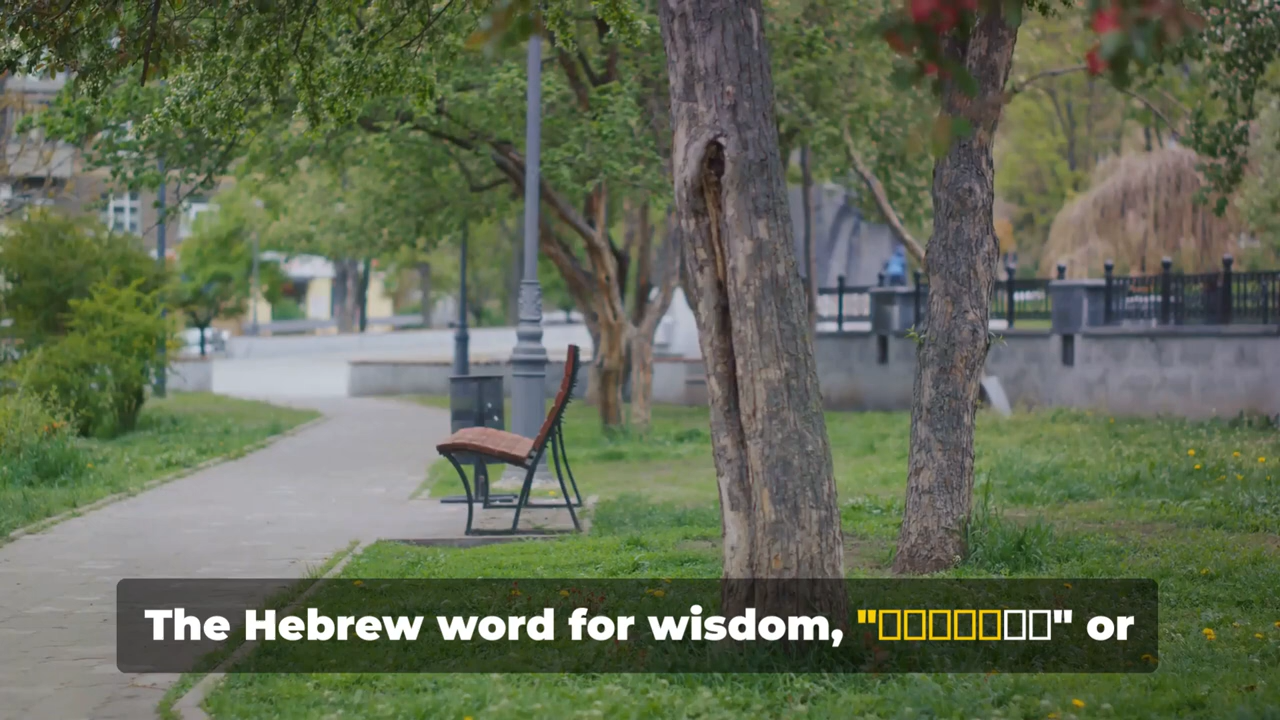 The Hebrew word for wisdom, "▯▯▯▯▯▯▯" or